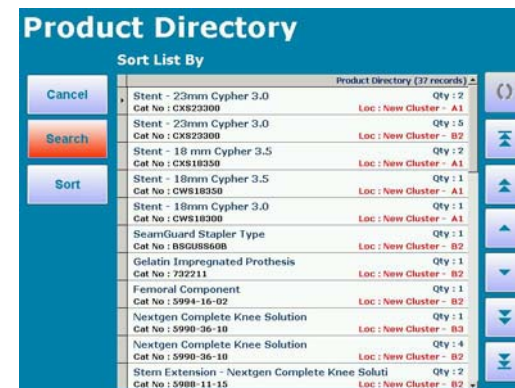 Product Directory
Sort List By
Cancel
Search
Sort
Product Directory (37 records)
Stent - 23mm Cypher 3.0 Qty : 2
Cat No : CXS23300 Loc : New Cluster - A1
Stent - 23mm Cypher 3.0 Qty : 5
Cat No : CXS23300 Loc : New Cluster - B2
Stent - 18 mm Cypher 3.5 Qty : 2
Cat No : CXS18350 Loc : New Cluster - A1
Stent - 18mm Cypher 3.5 Qty : 1
Cat No : CWS18350 Loc : New Cluster - A1
Stent - 18mm Cypher 3.0 Qty : 1
Cat No : CWS18300 Loc : New Cluster - A1
SeamGuard Stapler Type Qty : 1
Cat No : BSGUSS60B Loc : New Cluster - B2
Gelatin Impregnated Prothesis Qty : 1
Cat No : 732211 Loc : New Cluster - B2
Femoral Component Qty : 1
Cat No : 5994-16-02 Loc : New Cluster - B2
Nextgen Complete Knee Solution Qty : 1
Cat No : 5990-36-10 Loc : New Cluster - B3
Nextgen Complete Knee Solution Qty : 4
Cat No : 5990-36-10 Loc : New Cluster - B2
Stem Extension - Nextgen Complete Knee Soluti Qty : 2
Cat No : 5988-11-15 Loc : New Cluster - B2